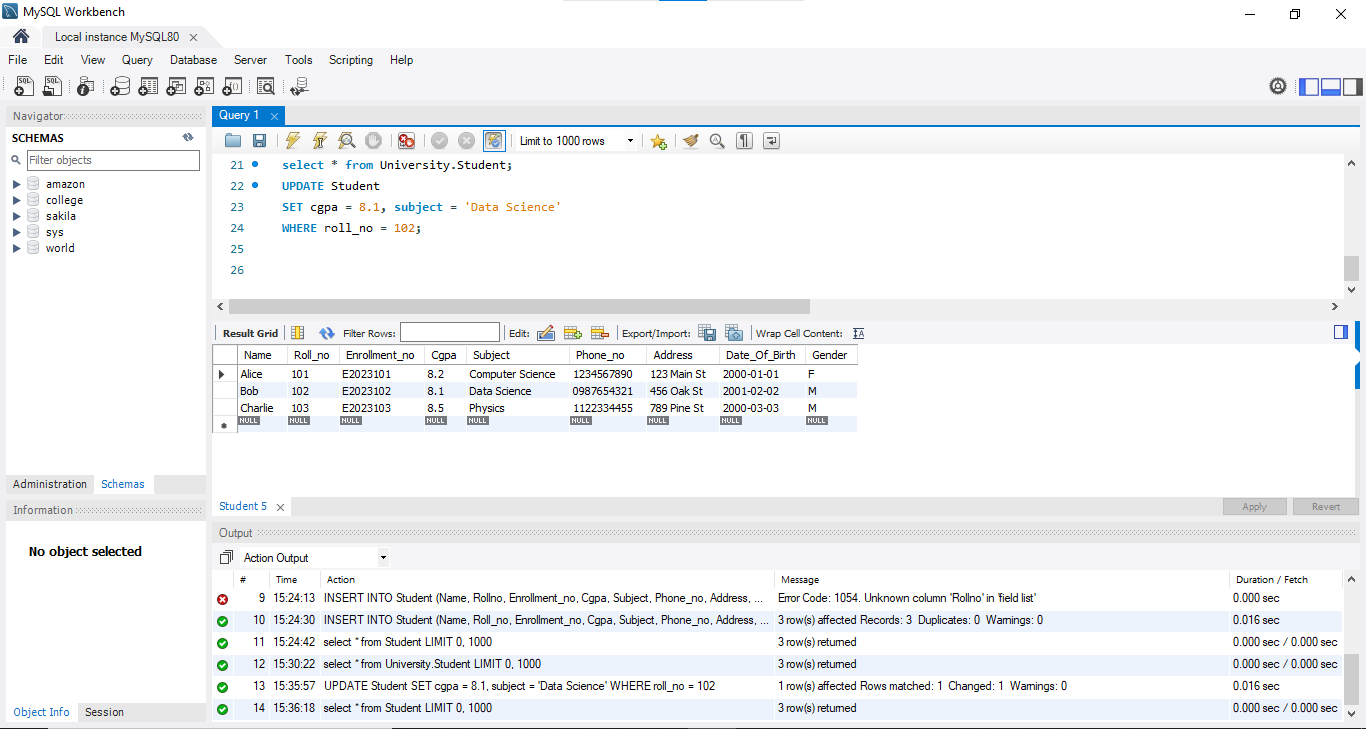 MySQL Workbench
Local instance MySQL80
File Edit View Query Database Server Tools Scripting Help
Navigator
SCHEMAS
Filter objects
amazon
college
sakila
sys
world
Administration Schemas
Information
No object selected
Object Info Session
Query 1
Limit to 1000 rows
21 select * from University.Student;
22 UPDATE Student
23 SET cgpa = 8.1, subject = 'Data Science'
24 WHERE roll_no = 102;
25
26
Result Grid Filter Rows: Edit: Export/Import: Wrap Cell Content:
Name Roll_no Enrollment_no Cgpa Subject Phone_no Address Date_Of_Birth Gender
Alice 101 E2023101 8.2 Computer Science 1234567890 123 Main St 2000-01-01 F
Bob 102 E2023102 8.1 Data Science 0987654321 456 Oak St 2001-02-02 M
Charlie 103 E2023103 8.5 Physics 1122334455 789 Pine St 2000-03-03 M
NULL NULL NULL NULL NULL NULL NULL NULL NULL
Student 5 Apply Revert
Output
Action Output
# Time Action Message Duration / Fetch
9 15:24:13 INSERT INTO Student (Name, Rollno, Enrollment_no, Cgpa, Subject, Phone_no, Address, ... Error Code: 1054. Unknown column 'Rollno' in 'field list' 0.000 sec
10 15:24:30 INSERT INTO Student (Name, Roll_no, Enrollment_no, Cgpa, Subject, Phone_no, Address, ... 3 row(s) affected Records: 3 Duplicates: 0 Warnings: 0 0.016 sec
11 15:24:42 select * from Student LIMIT 0, 1000 3 row(s) returned 0.000 sec / 0.000 sec
12 15:30:22 select * from University.Student LIMIT 0, 1000 3 row(s) returned 0.000 sec / 0.000 sec
13 15:35:57 UPDATE Student SET cgpa = 8.1, subject = 'Data Science' WHERE roll_no = 102 1 row(s) affected Rows matched: 1 Changed: 1 Warnings: 0 0.016 sec
14 15:36:18 select * from Student LIMIT 0, 1000 3 row(s) returned 0.000 sec / 0.000 sec